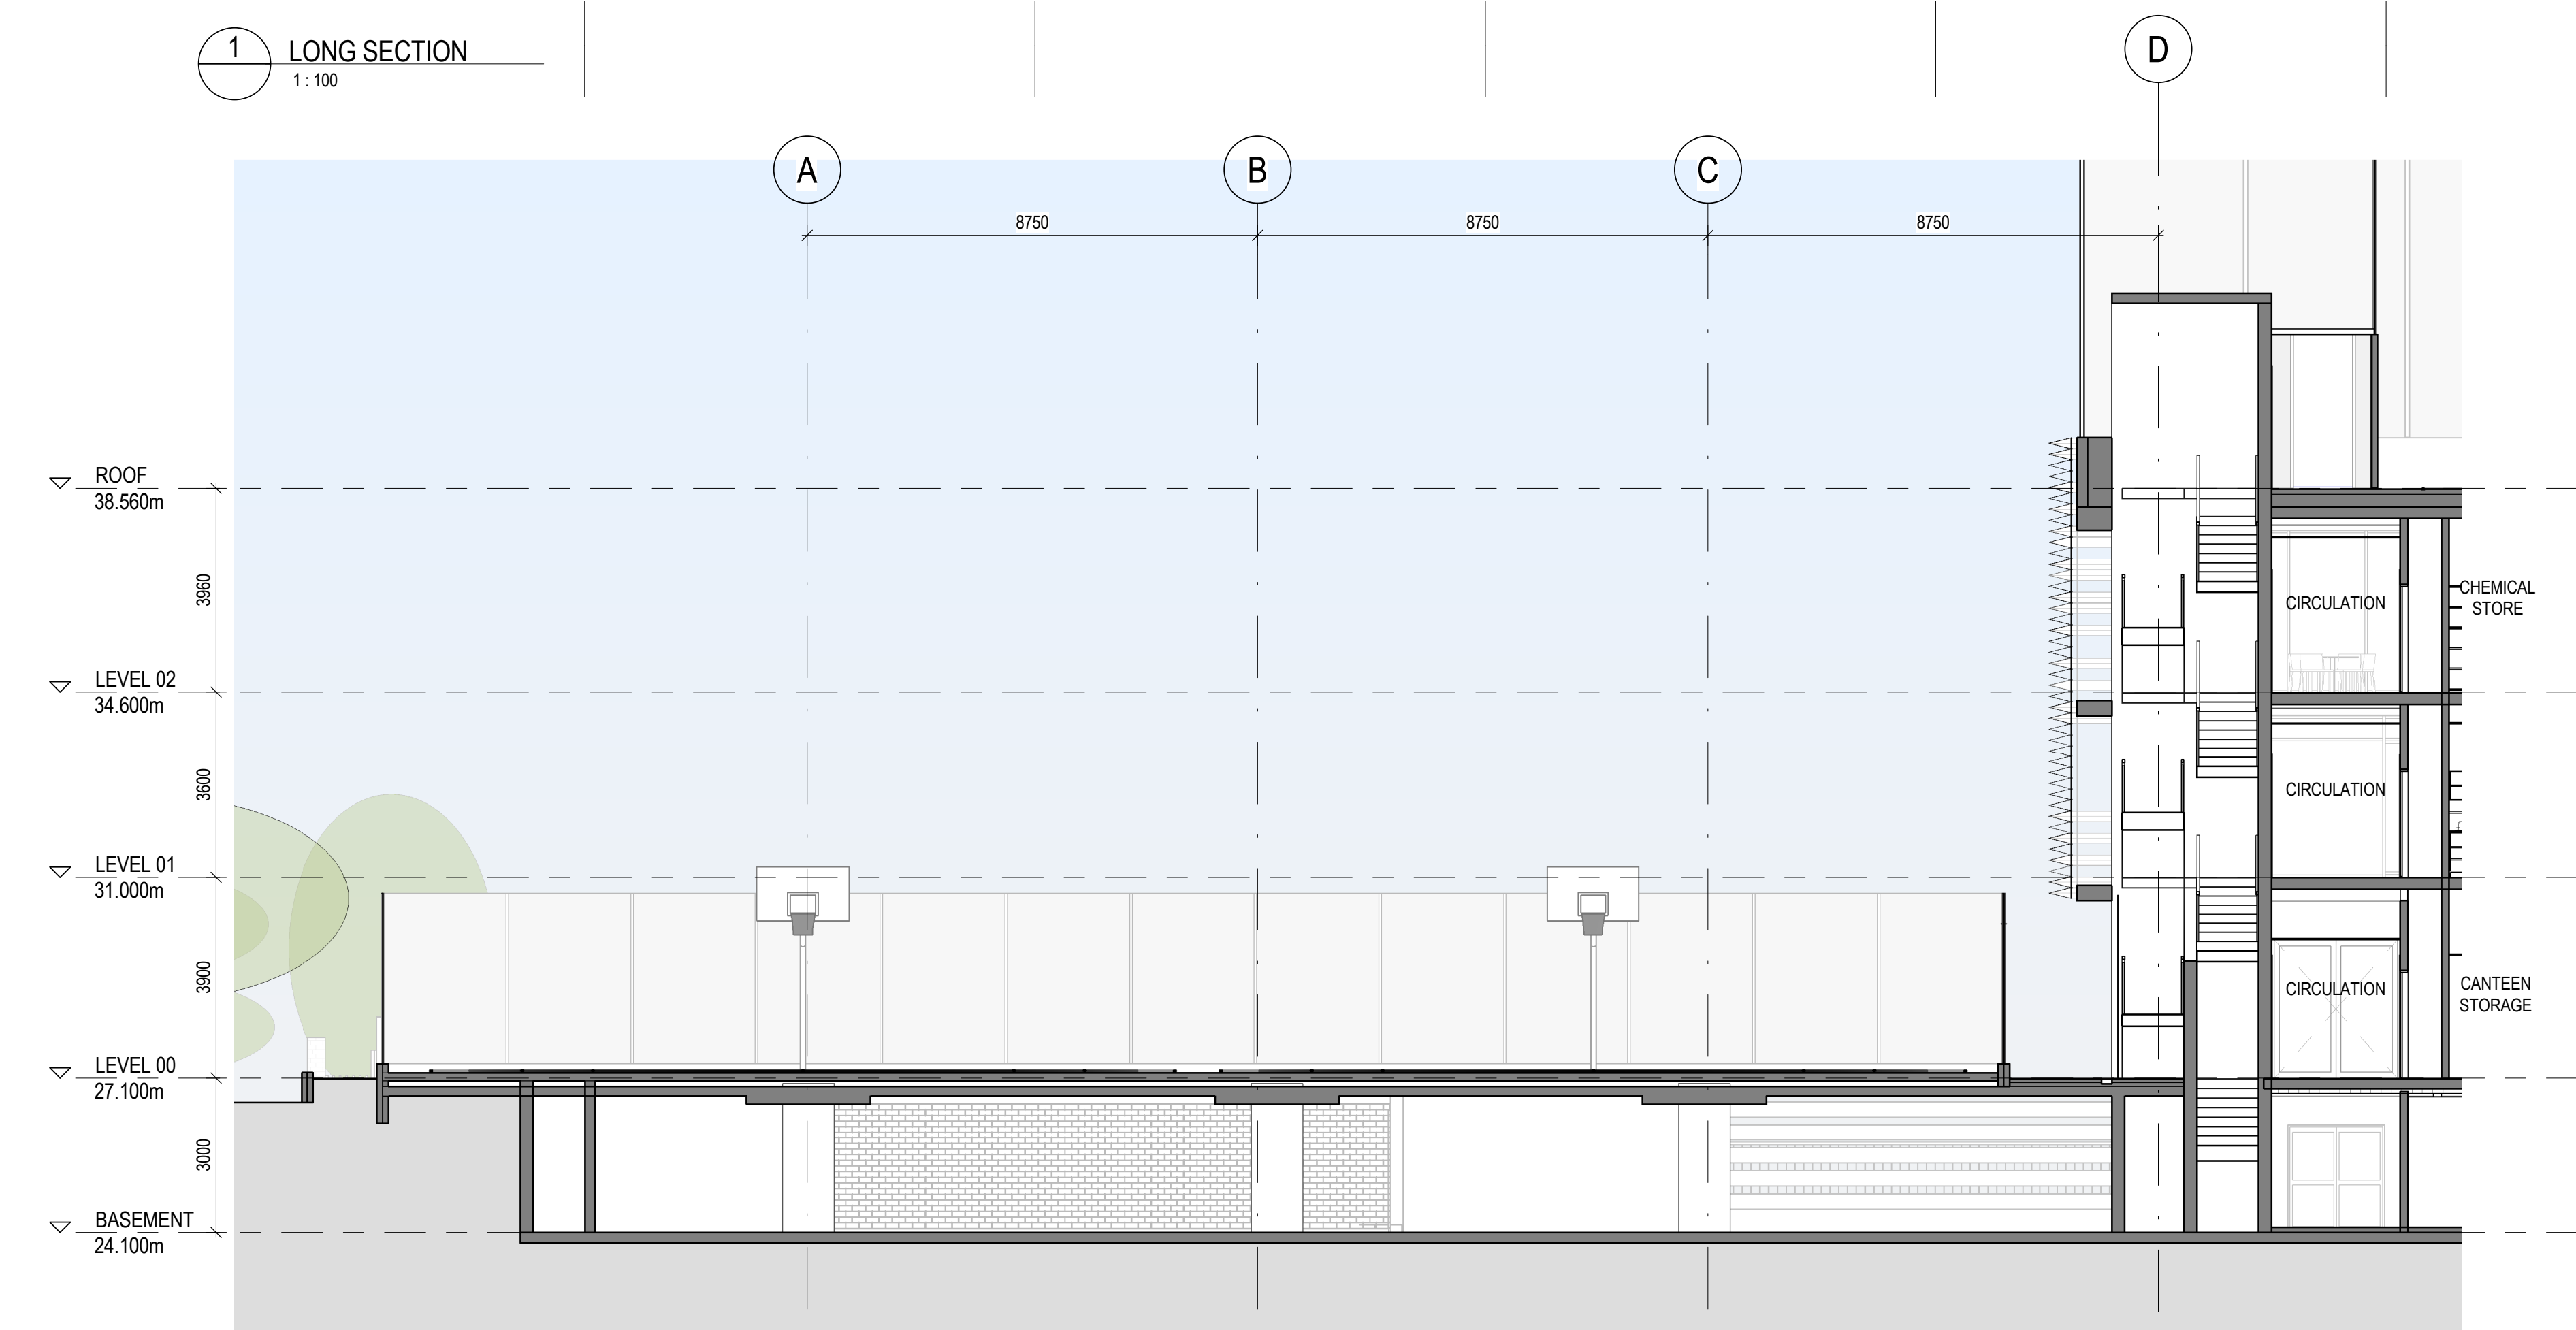 1
LONG SECTION
1 : 100
D
A
B
C
8750
8750
8750
ROOF
38.560m
3960
CIRCULATION
CHEMICAL
STORE
LEVEL 02
34.600m
3600
CIRCULATION
LEVEL 01
31.000m
3900
CIRCULATION
CANTEEN
STORAGE
LEVEL 00
27.100m
3000
BASEMENT
24.100m